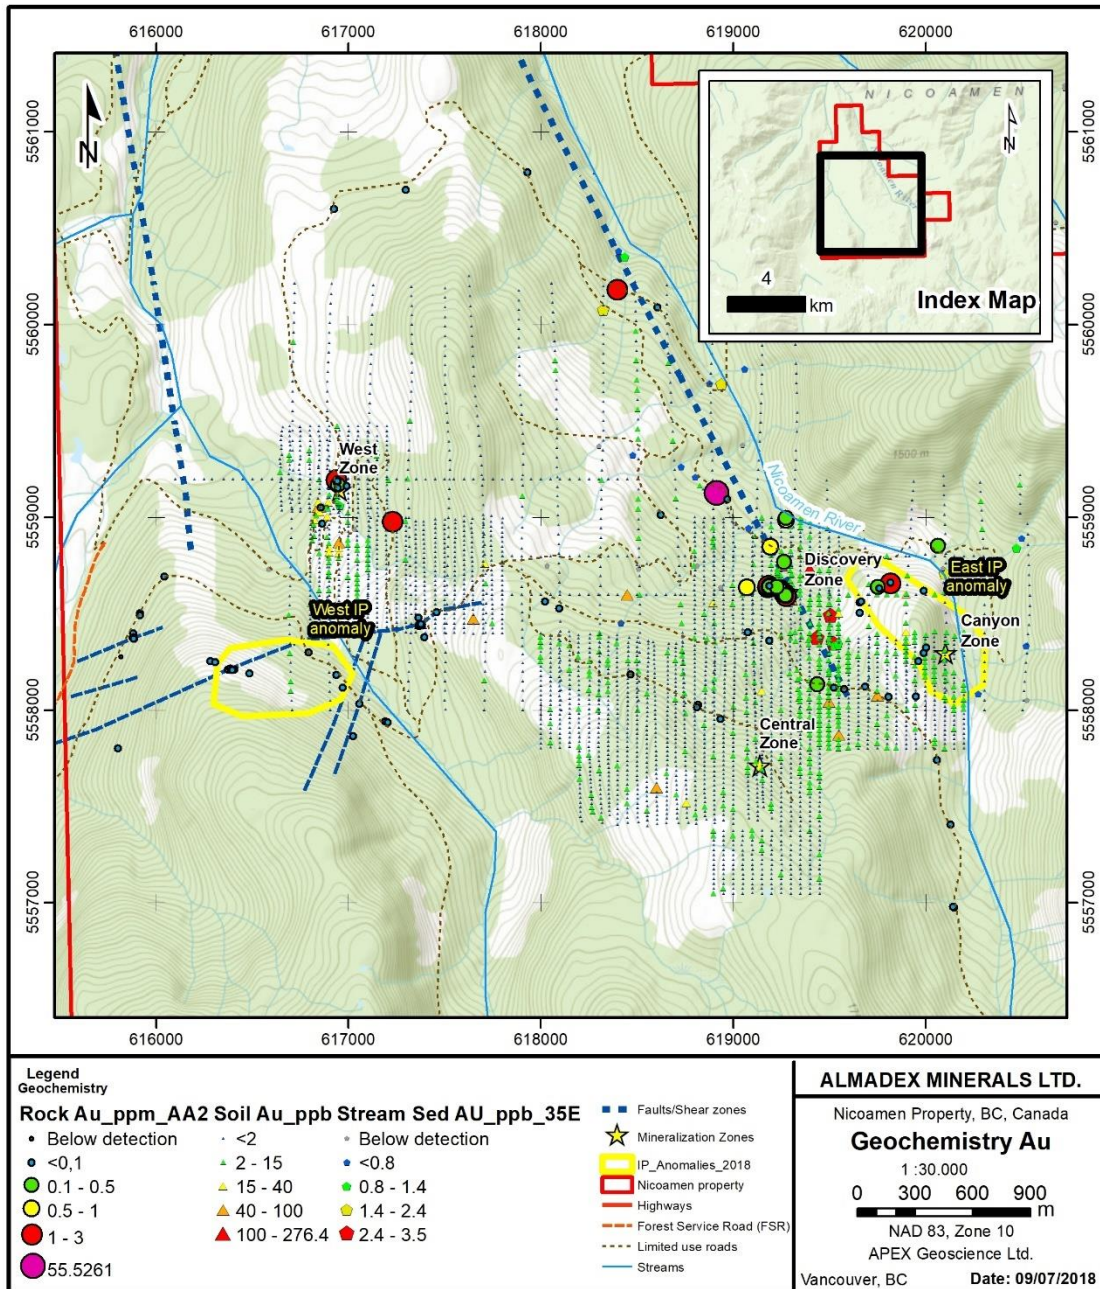 616000 617000 618000 619000 620000
5561000
5561000
N
NICOAMEN
N
Nicoamen River
4
km
Index Map
5560000
5560000
1500 m
West
Zone
Nicoamen River
5559000
5559000
Discovery
Zone
East IP
anomaly
West IP
anomaly
Canyon
Zone
5558000
5558000
Central
Zone
5557000
5557000
616000 617000 618000 619000 620000
Legend
Geochemistry
Rock Au_ppm_AA2
Below detection
<0,1
0.1 - 0.5
0.5 - 1
1 - 3
55.5261
Soil Au_ppb
<2
2 - 15
15 - 40
40 - 100
100 - 276.4
Stream Sed AU_ppb_35E
Below detection
<0.8
0.8 - 1.4
1.4 - 2.4
2.4 - 3.5
Faults/Shear zones
Mineralization Zones
IP_Anomalies_2018
Nicoamen property
Highways
Forest Service Road (FSR)
Limited use roads
Streams
ALMADEX MINERALS LTD.
Nicoamen Property, BC, Canada
Geochemistry Au
1 :30.000
0 300 600 900
m
NAD 83, Zone 10
APEX Geoscience Ltd.
Vancouver, BC Date: 09/07/2018